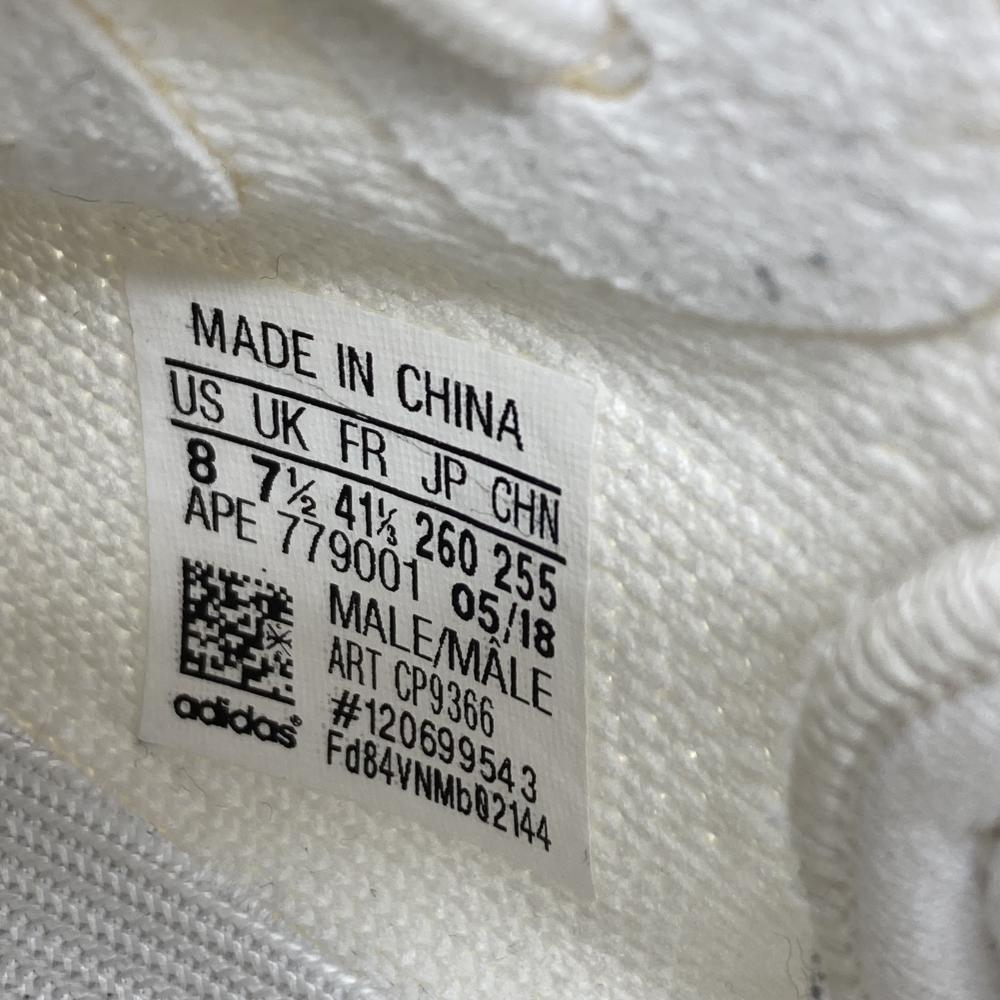 MADE IN CHINA
US UK FR JP CHN
8 7½ 41⅓ 260 255
APE 779001 05/18
MALE/MÂLE
ART CP9366
#120699543
Fd84VNMbQ2144
adidas®